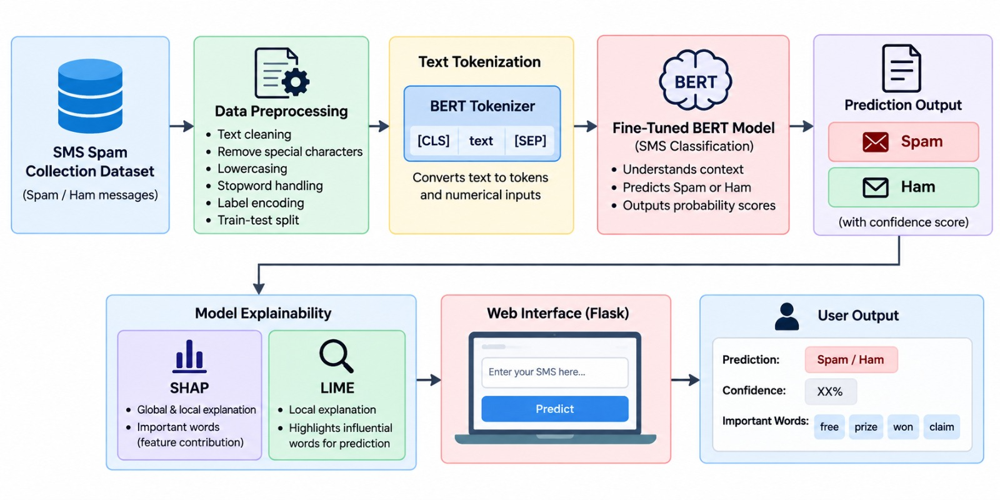 SMS Spam
Collection Dataset
(Spam / Ham messages)
Data Preprocessing
• Text cleaning
• Remove special characters
• Lowercasing
• Stopword handling
• Label encoding
• Train-test split
Text Tokenization
BERT Tokenizer
[CLS] text [SEP]
Converts text to tokens
and numerical inputs
BERT
Fine-Tuned BERT Model
(SMS Classification)
• Understands context
• Predicts Spam or Ham
• Outputs probability scores
Prediction Output
Spam
Ham
(with confidence score)
Model Explainability
SHAP
• Global & local explanation
• Important words
(feature contribution)
LIME
• Local explanation
• Highlights influential
words for prediction
Web Interface (Flask)
Enter your SMS here...
Predict
User Output
Prediction: Spam / Ham
Confidence: XX%
Important Words: free prize won claim